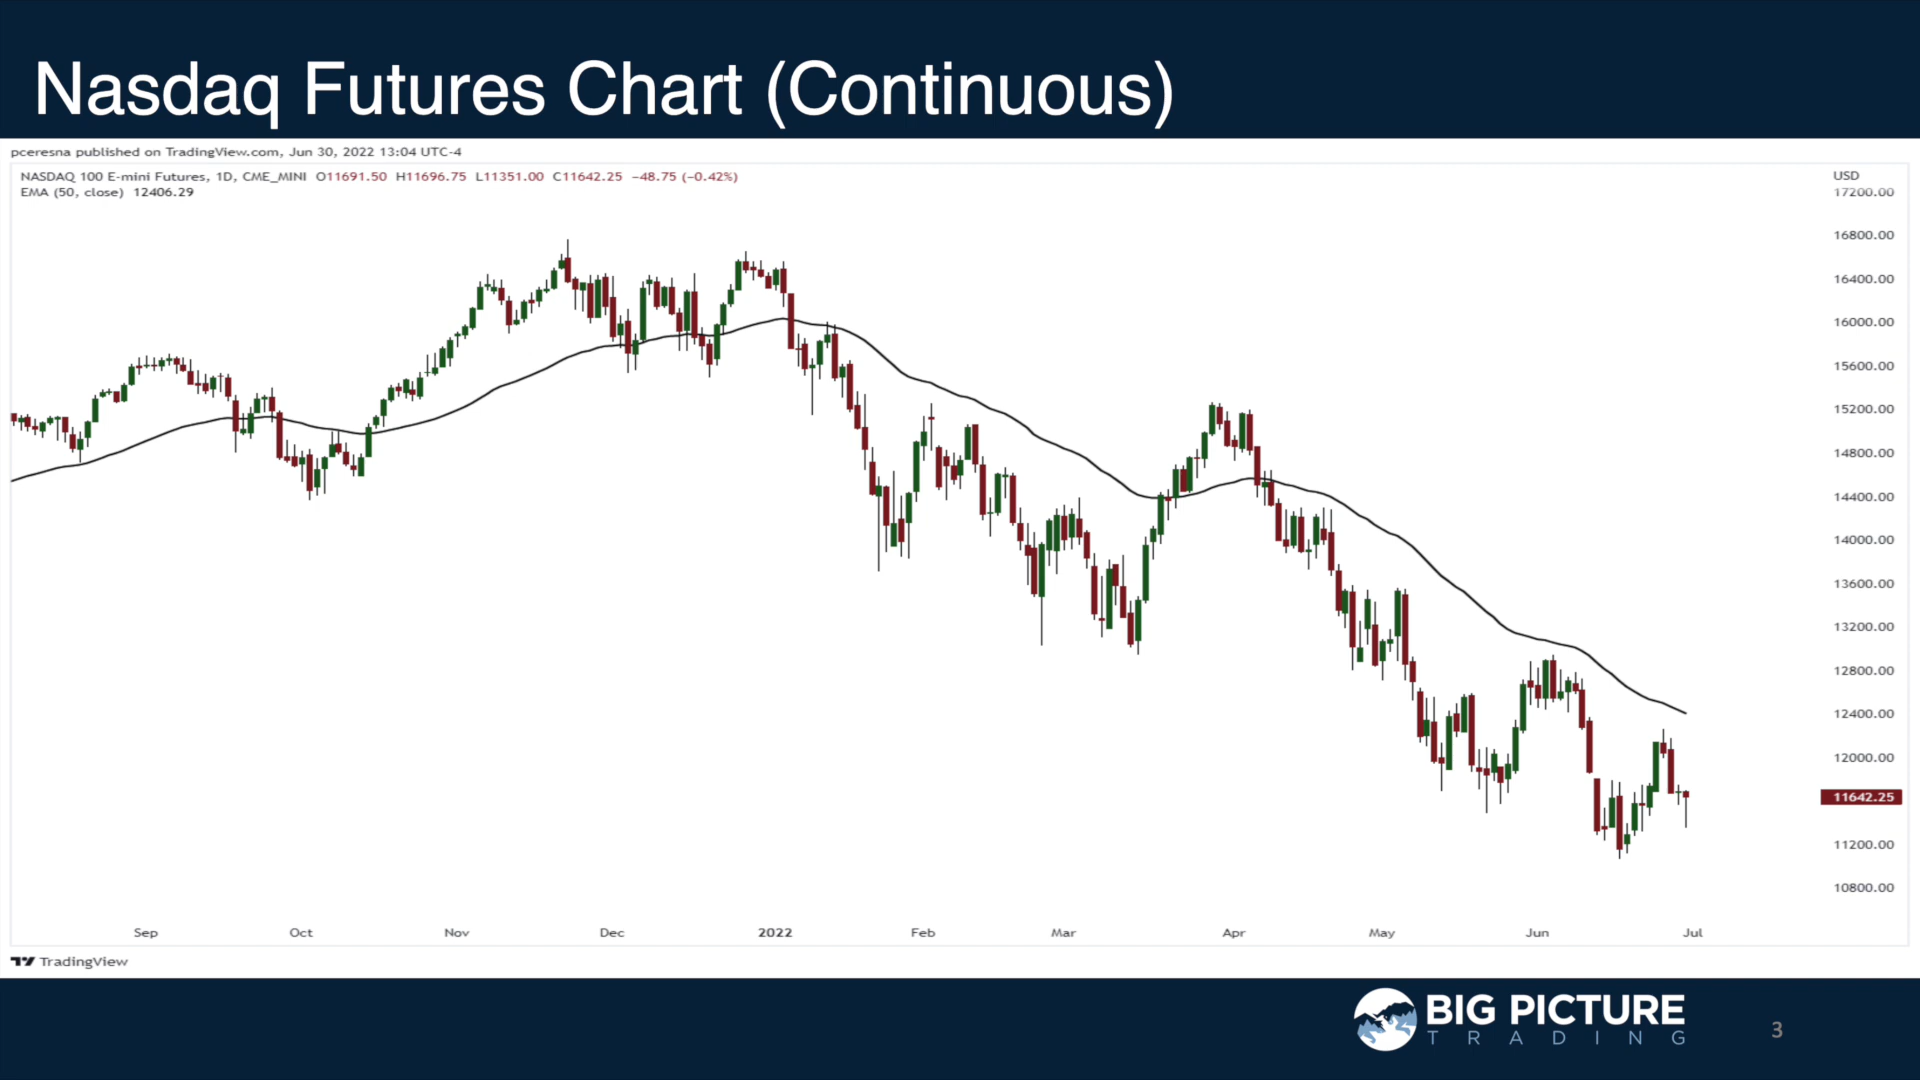 Nasdaq Futures Chart (Continuous)
pceresna published on TradingView.com, Jun 30, 2022 13:04 UTC-4
NASDAQ 100 E-mini Futures, 1D, CME_MINI O11691.50 H11696.75 L11351.00 C11642.25 −48.75 (−0.42%)
EMA (50, close) 12406.29
USD
17200.00
16800.00
16400.00
16000.00
15600.00
15200.00
14800.00
14400.00
14000.00
13600.00
13200.00
12800.00
12400.00
12000.00
11642.25
11200.00
10800.00
Sep Oct Nov Dec 2022 Feb Mar Apr May Jun Jul
TradingView
BIG PICTURE
TRADING
3